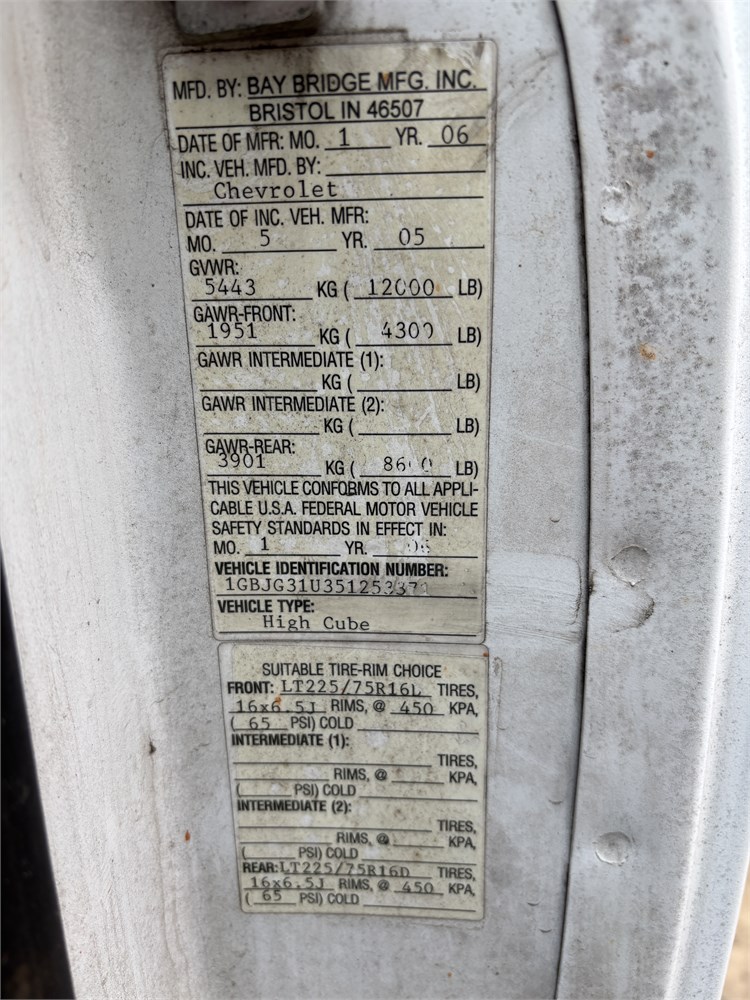 MFD. BY: BAY BRIDGE MFG. INC.
BRISTOL IN 46507
DATE OF MFR: MO. 1 YR. 06
INC. VEH. MFD. BY:
Chevrolet
DATE OF INC. VEH. MFR:
MO. 5 YR. 05
GVWR:
5443 KG ( 12000 LB)
GAWR-FRONT:
1951 KG ( 4300 LB)
GAWR INTERMEDIATE (1):
KG ( LB)
GAWR INTERMEDIATE (2):
KG ( LB)
GAWR-REAR:
3901 KG ( LB)
THIS VEHICLE CONFORMS TO ALL APPLI-
CABLE U.S.A. FEDERAL MOTOR VEHICLE
SAFETY STANDARDS IN EFFECT IN:
MO. 1 YR.
VEHICLE IDENTIFICATION NUMBER:
VEHICLE TYPE:
High Cube
SUITABLE TIRE-RIM CHOICE
FRONT: TIRES,
16x6.5J RIMS, @ 450 KPA,
( 65 PSI) COLD
INTERMEDIATE (1):
TIRES,
RIMS, @ KPA,
( PSI) COLD
INTERMEDIATE (2):
TIRES,
RIMS, @ KPA,
( PSI) COLD
REAR: LT225/75R16D TIRES,
16x6.5J RIMS, @ 450 KPA,
( 65 PSI) COLD